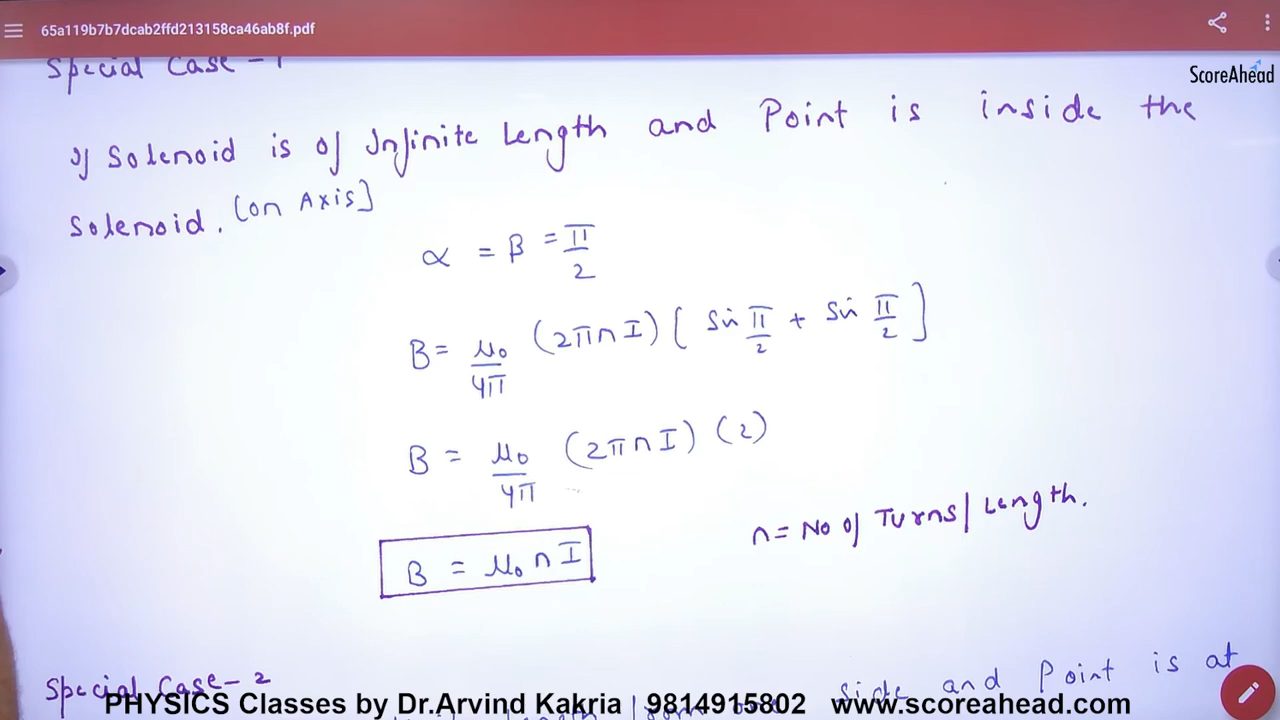 65a119b7b7dcab2ffd213158ca46ab8f.pdf
Special Case - 1
ScoreAhead
If Solenoid is of Infinite Length and Point is inside the
Solenoid. [on Axis]
α = β = π/2
B = μ₀/4π (2πnI) [ Sin π/2 + Sin π/2 ]
B = μ₀/4π (2πnI) (2)
n = No of Turns / Length.
B = μ₀ n I
Special Case - 2
side and Point is at
PHYSICS Classes by Dr.Arvind Kakria | 9814915802 www.scoreahead.com